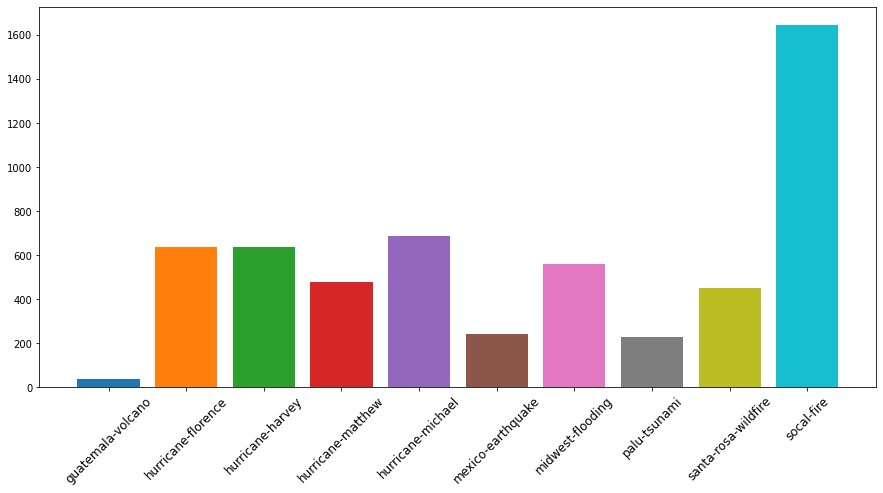 1600
1400
1200
1000
800
600
400
200
0
guatemala-volcano
hurricane-florence
hurricane-harvey
hurricane-matthew
hurricane-michael
mexico-earthquake
midwest-flooding
palu-tsunami
santa-rosa-wildfire
socal-fire